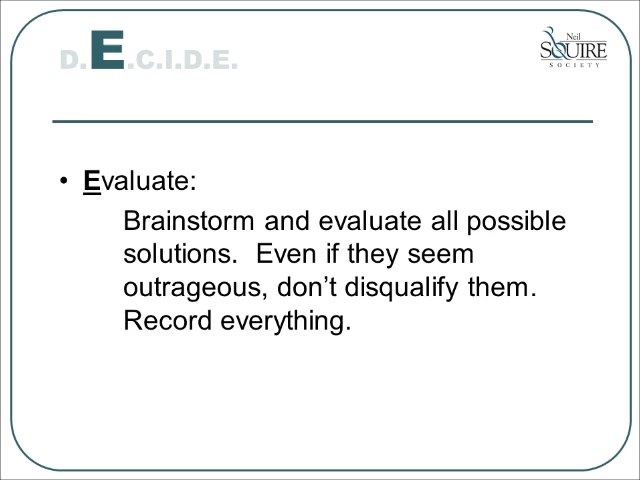 D.E.C.I.D.E.
Neil
SQUIRE
SOCIETY
• Evaluate:
Brainstorm and evaluate all possible
solutions.  Even if they seem
outrageous, don’t disqualify them.
Record everything.